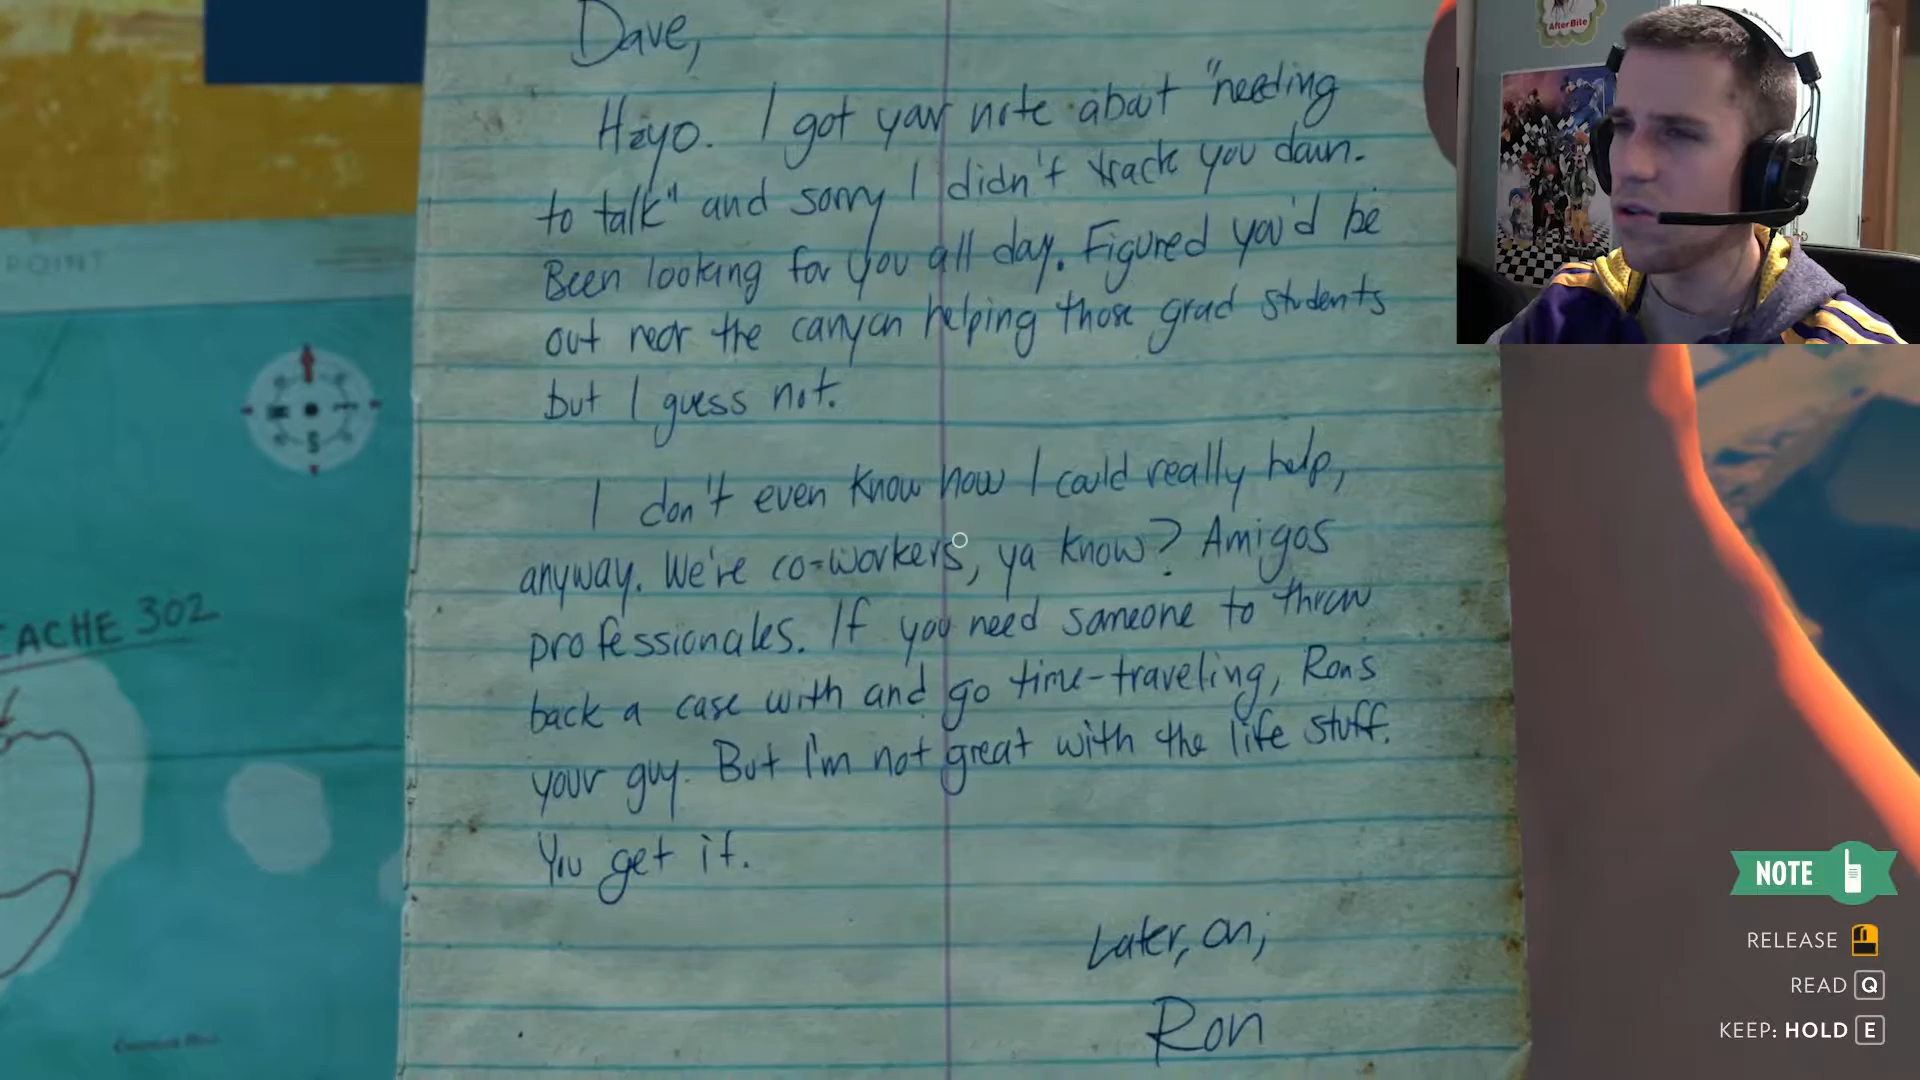 Dave,
Heyo. I got your note about "needing
to talk" and sorry I didn't track you down.
Been looking for you all day. Figured you'd be
out near the canyon helping those grad students
but I guess not.
I don't even know how I could really help,
anyway. We're co-workers, ya know? Amigos
professionales. If you need someone to throw
back a case with and go time-traveling, Rons
your guy. But I'm not great with the life stuff.
You get it.
Later, on,
Ron
POINT
S
CACHE 302
After Bite
NOTE
RELEASE
READ Q
KEEP: HOLD E